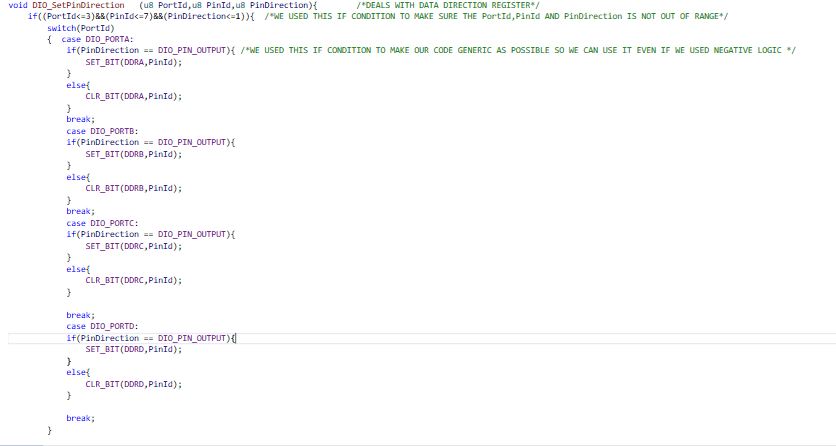 void DIO_SetPinDirection (u8 PortId,u8 PinId,u8 PinDirection){ /*DEALS WITH DATA DIRECTION REGISTER*/
if((PortId<=3)&&(PinId<=7)&&(PinDirection<=1)){ /*WE USED THIS IF CONDITION TO MAKE SURE THE PortId,PinId AND PinDirection IS NOT OUT OF RANGE*/
switch(PortId)
{ case DIO_PORTA:
if(PinDirection == DIO_PIN_OUTPUT){ /*WE USED THIS IF CONDITION TO MAKE OUR CODE GENERIC AS POSSIBLE SO WE CAN USE IT EVEN IF WE USED NEGATIVE LOGIC */
SET_BIT(DDRA,PinId);
}
else{
CLR_BIT(DDRA,PinId);
}
break;
case DIO_PORTB:
if(PinDirection == DIO_PIN_OUTPUT){
SET_BIT(DDRB,PinId);
}
else{
CLR_BIT(DDRB,PinId);
}
break;
case DIO_PORTC:
if(PinDirection == DIO_PIN_OUTPUT){
SET_BIT(DDRC,PinId);
}
else{
CLR_BIT(DDRC,PinId);
}
break;
case DIO_PORTD:
if(PinDirection == DIO_PIN_OUTPUT){
SET_BIT(DDRD,PinId);
}
else{
CLR_BIT(DDRD,PinId);
}
break;
}